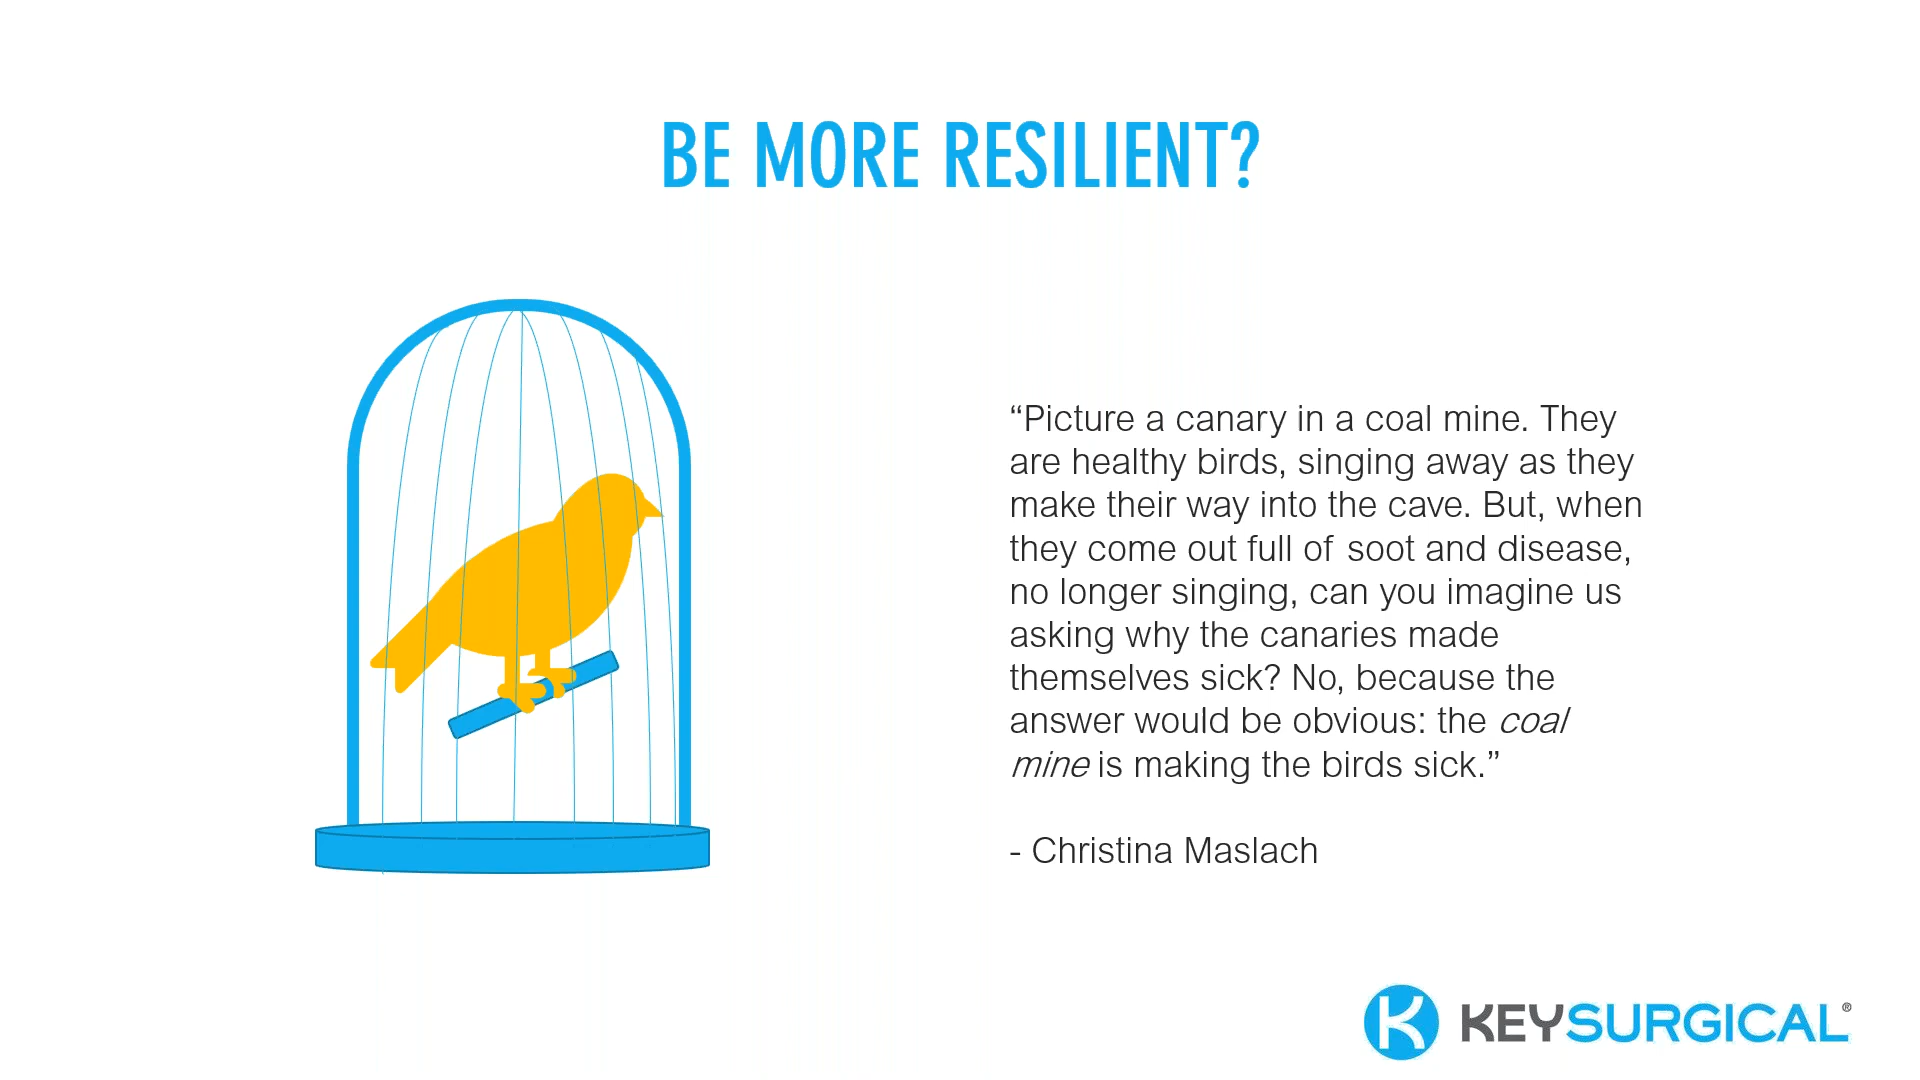 BE MORE RESILIENT?
“Picture a canary in a coal mine. They
are healthy birds, singing away as they
make their way into the cave. But, when
they come out full of soot and disease,
no longer singing, can you imagine us
asking why the canaries made
themselves sick? No, because the
answer would be obvious: the coal
mine is making the birds sick.”
- Christina Maslach
K KEYSURGICAL®